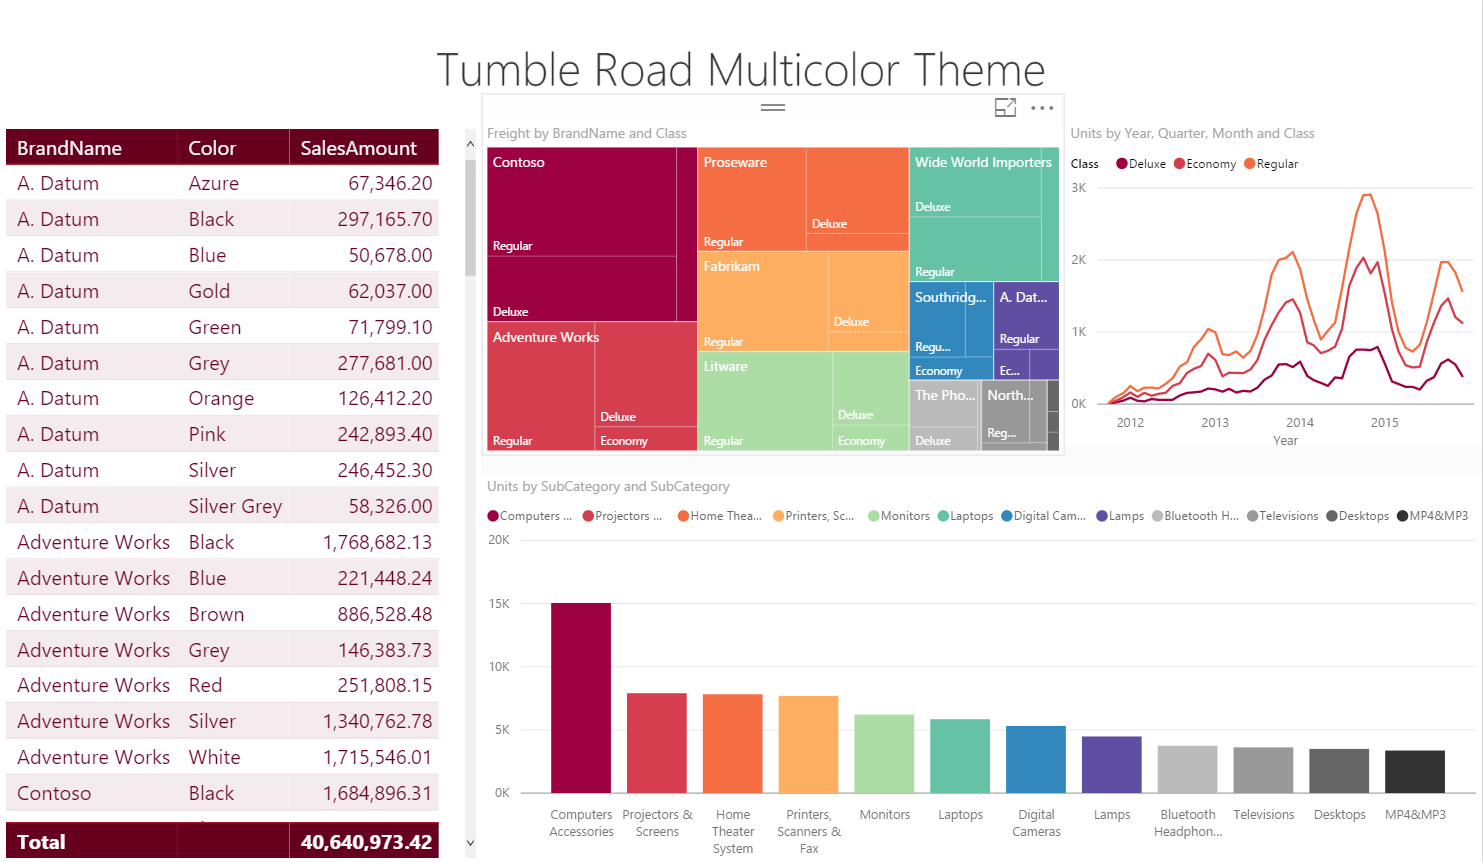 Tumble Road Multicolor Theme
BrandName Color SalesAmount
A. Datum Azure 67,346.20
A. Datum Black 297,165.70
A. Datum Blue 50,678.00
A. Datum Gold 62,037.00
A. Datum Green 71,799.10
A. Datum Grey 277,681.00
A. Datum Orange 126,412.20
A. Datum Pink 242,893.40
A. Datum Silver 246,452.30
A. Datum Silver Grey 58,326.00
Adventure Works Black 1,768,682.13
Adventure Works Blue 221,448.24
Adventure Works Brown 886,528.48
Adventure Works Grey 146,383.73
Adventure Works Red 251,808.15
Adventure Works Silver 1,340,762.78
Adventure Works White 1,715,546.01
Contoso Black 1,684,896.31
Total 40,640,973.42
Freight by BrandName and Class
Contoso
Regular
Deluxe
Adventure Works
Regular
Deluxe
Economy
Proseware
Regular
Deluxe
Fabrikam
Regular
Deluxe
Litware
Regular
Deluxe
Economy
Wide World Importers
Deluxe
Regular
Southridg...
Regu...
Economy
A. Dat...
Regular
Ec...
The Pho...
Deluxe
North...
Reg...
Units by Year, Quarter, Month and Class
Class Deluxe Economy Regular
3K
2K
1K
0K
2012 2013 2014 2015
Year
Units by SubCategory and SubCategory
Computers ... Projectors ... Home Thea... Printers, Sc... Monitors Laptops Digital Cam... Lamps Bluetooth H... Televisions Desktops MP4&MP3
20K
15K
10K
5K
0K
Computers Accessories
Projectors & Screens
Home Theater System
Printers, Scanners & Fax
Monitors
Laptops
Digital Cameras
Lamps
Bluetooth Headphon...
Televisions
Desktops
MP4&MP3